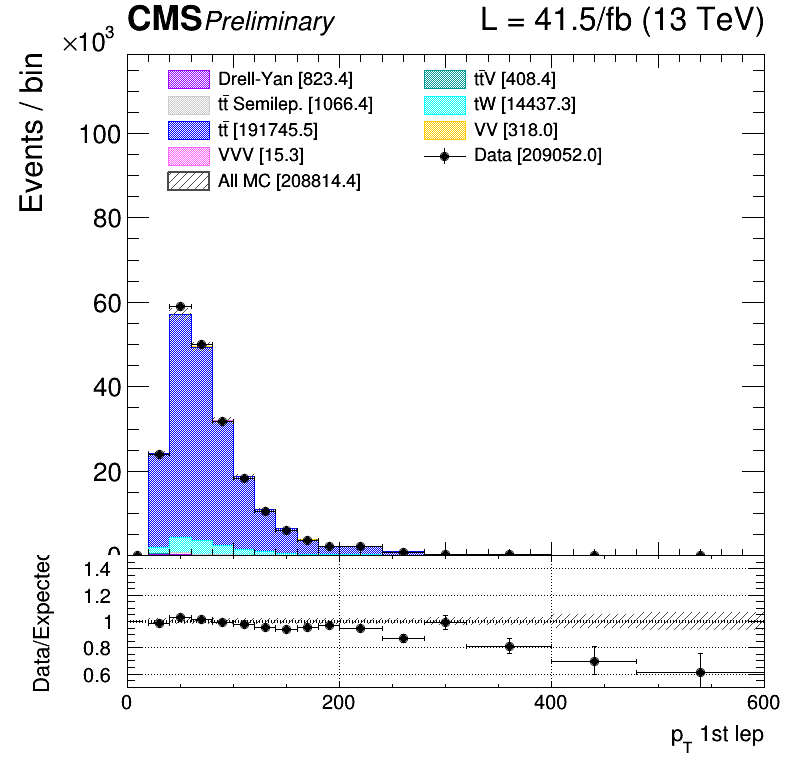 CMS Preliminary L = 41.5/fb (13 TeV)
×10³
Events / bin
Drell-Yan [823.4]
tt̄ Semilep. [1066.4]
tt̄ [191745.5]
VVV [15.3]
All MC [208814.4]
tt̄V [408.4]
tW [14437.3]
VV [318.0]
Data [209052.0]
100
80
60
40
20
0
Data/Expected
1.4
1.2
1
0.8
0.6
0 200 400 600
p_T 1st lep